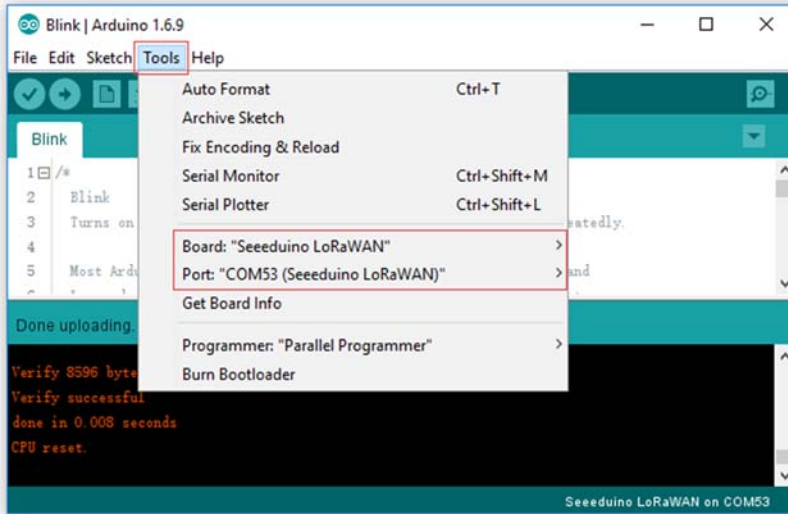 Blink | Arduino 1.6.9
File Edit Sketch Tools Help
Auto Format Ctrl+T
Archive Sketch
Fix Encoding & Reload
Serial Monitor Ctrl+Shift+M
Serial Plotter Ctrl+Shift+L
Board: "Seeeduino LoRaWAN"
Port: "COM53 (Seeeduino LoRaWAN)"
Get Board Info
Programmer: "Parallel Programmer"
Burn Bootloader
Blink
1 /*
2 Blink
3 Turns on eatedly.
4
5 Most Ardu and
Done uploading.
Verify 8596 byte
Verify successful
done in 0.008 seconds
CPU reset.
Seeeduino LoRaWAN on COM53